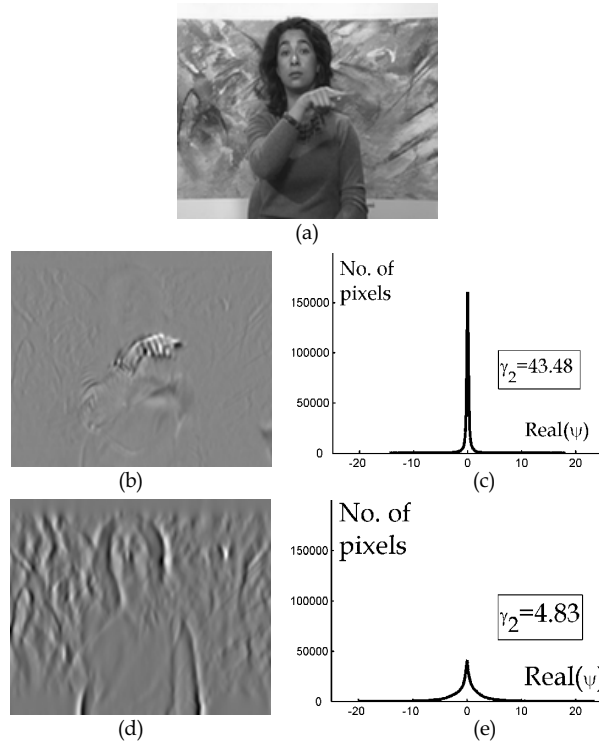 (a)
No. of
pixels
150000
100000
50000
0
-20
-10
0
10
20
γ2=43.48
Real(ψ)
(b)
(c)
No. of
pixels
150000
100000
50000
0
-20
-10
0
10
20
γ2=4.83
Real(ψ)
(d)
(e)